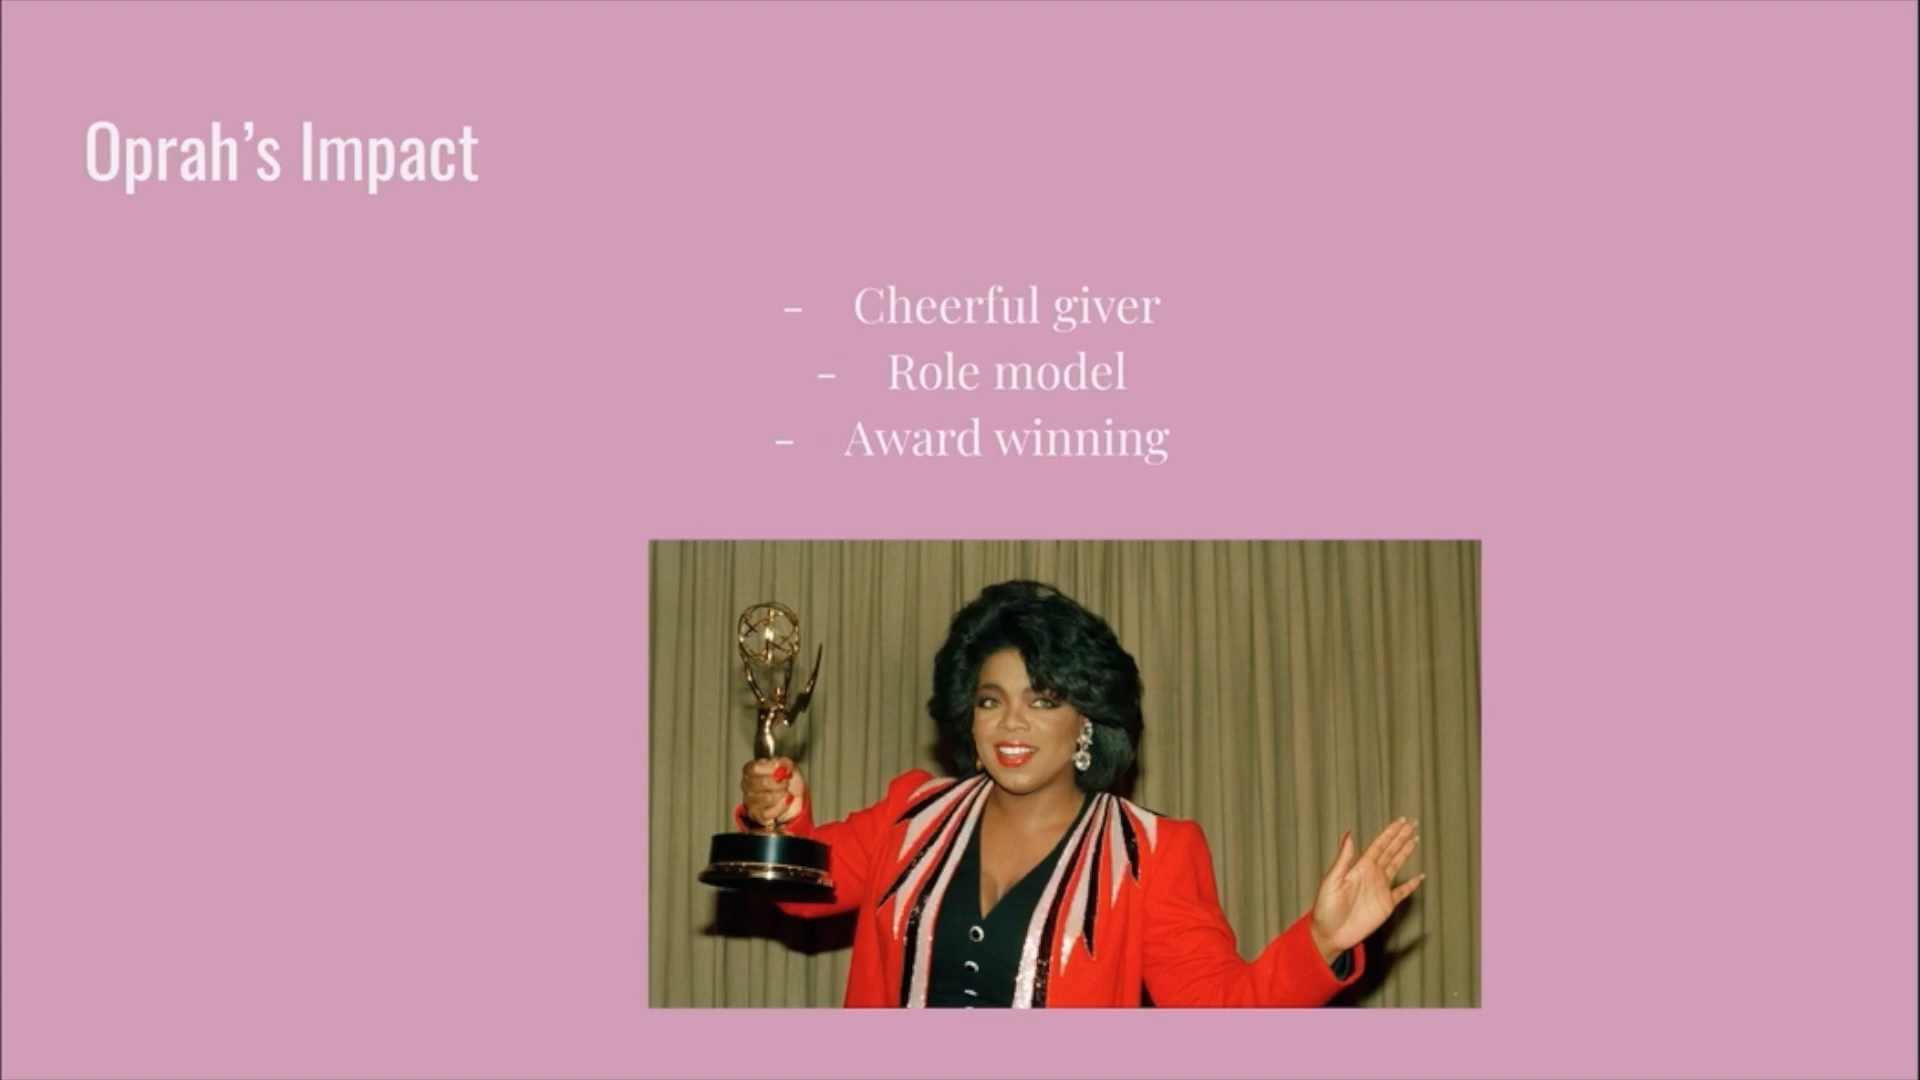 Oprah’s Impact
- Cheerful giver
- Role model
- Award winning